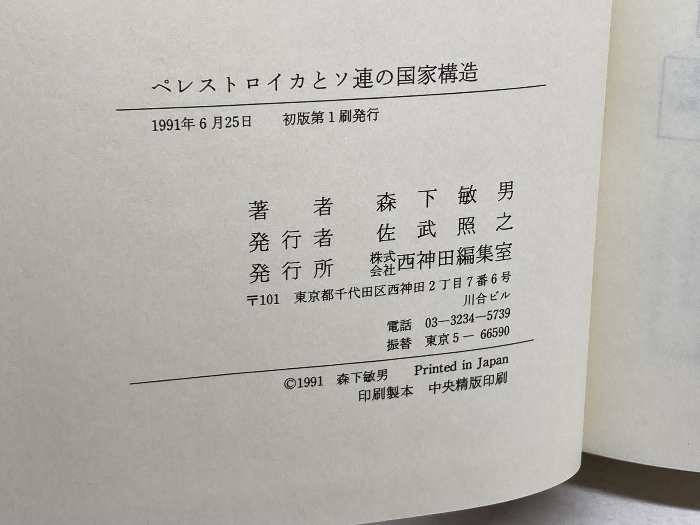 ペレストロイカとソ連の国家構造
1991年6月25日 初版第1刷発行
著者 森下敏男
発行者 佐武照之
発行所 株式会社西神田編集室
〒101 東京都千代田区西神田2丁目7番6号
川合ビル
電話 03—3234—5739
振替 東京5— 66590
©1991 森下敏男 Printed in Japan
印刷製本 中央精版印刷